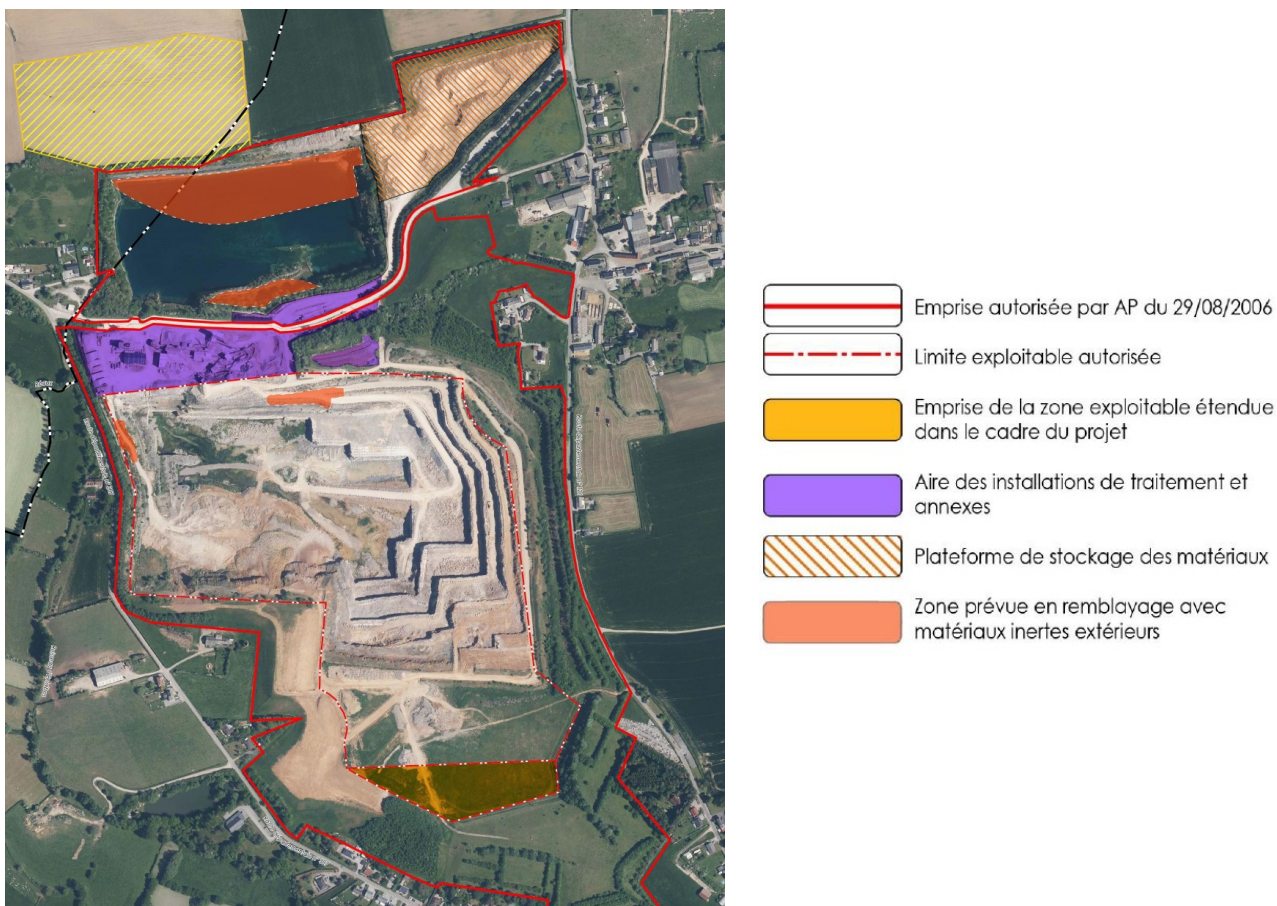 Emprise autorisée par AP du 29/08/2006
Limite exploitable autorisée
Emprise de la zone exploitable étendue
dans le cadre du projet
Aire des installations de traitement et
annexes
Plateforme de stockage des matériaux
Zone prévue en remblayage avec
matériaux inertes extérieurs